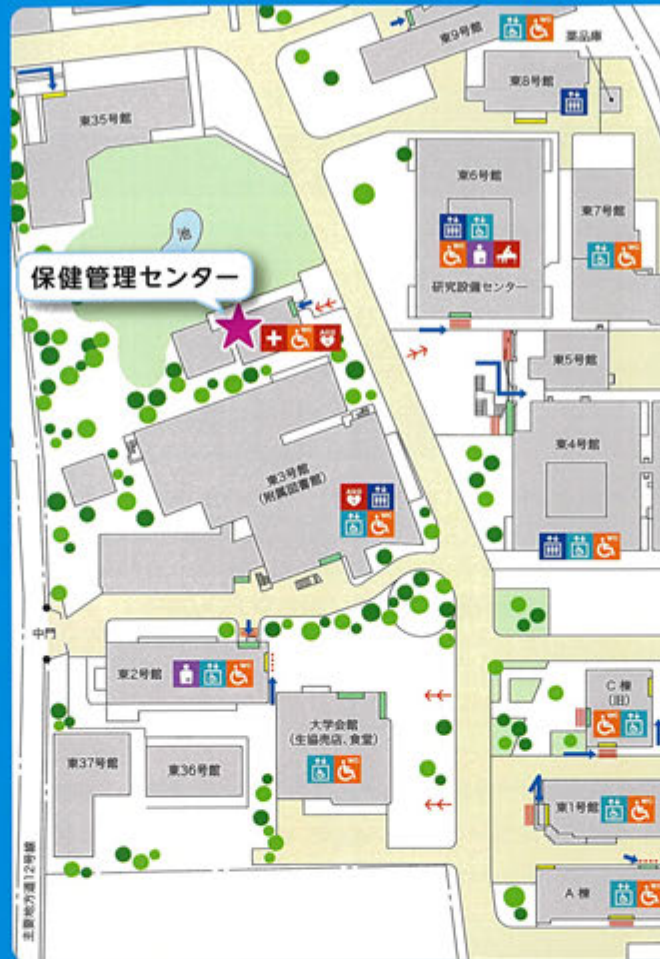 東9号館
薬品庫
東8号館
東35号館
東6号館
東7号館
池
保健管理センター
研究設備センター
東5号館
東4号館
東3号館
(附属図書館)
中門
東2号館
C 棟
(旧)
大学会館
(生協売店、食堂)
東37号館
東36号館
東1号館
A 棟
主要地方道12号線